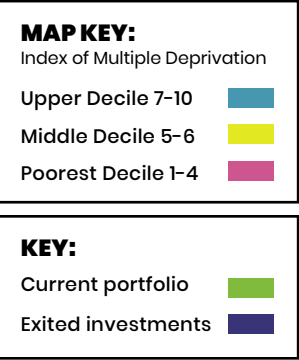 MAP KEY:
Index of Multiple Deprivation
Upper Decile 7-10
Middle Decile 5-6
Poorest Decile 1-4
KEY:
Current portfolio
Exited investments